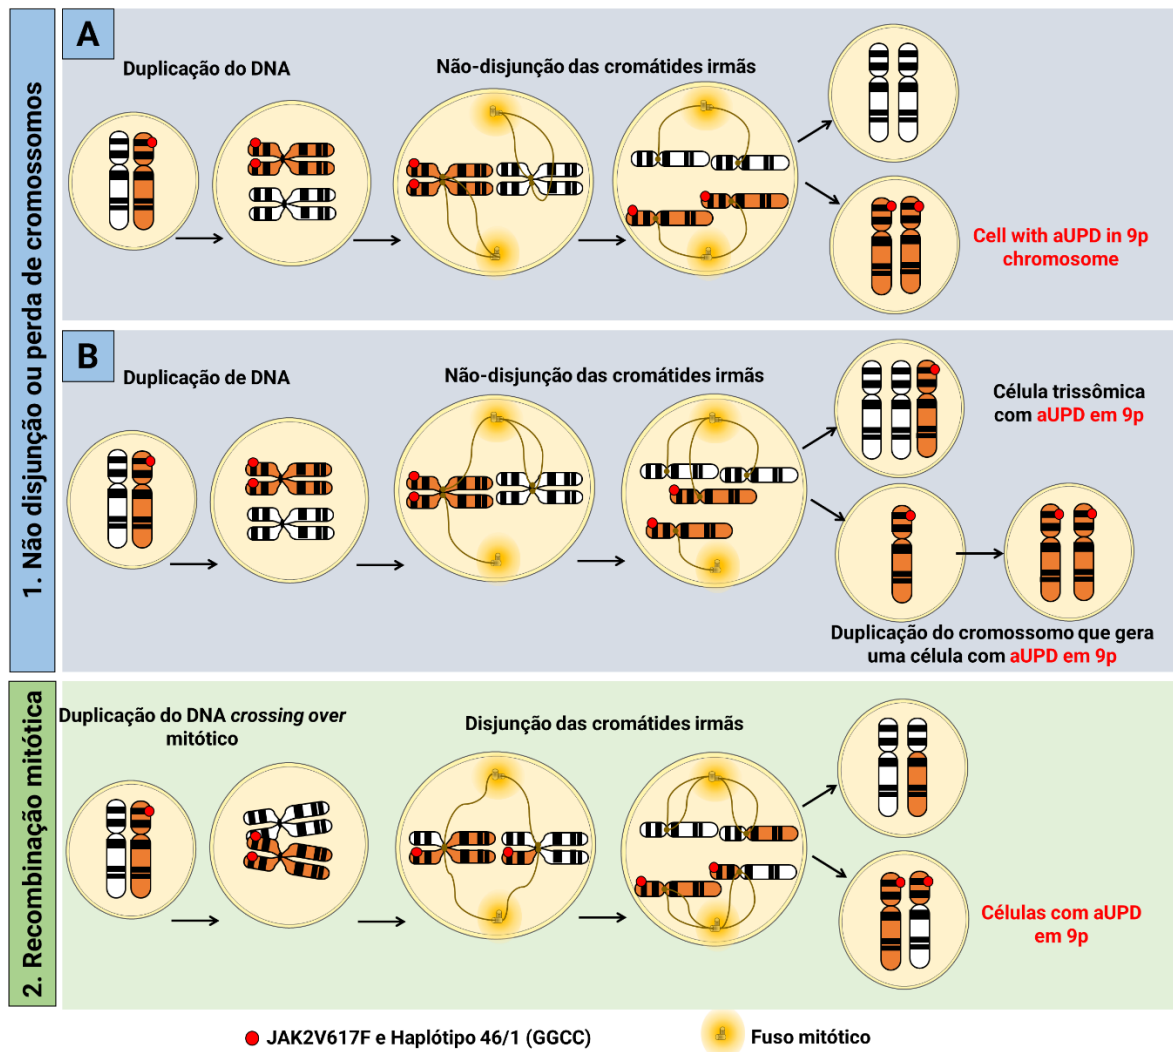 1. Não disjunção ou perda de cromossomos
A
Duplicação do DNA
Não-disjunção das cromátides irmãs
Cell with aUPD in 9p
chromosome
B
Duplicação de DNA
Não-disjunção das cromátides irmãs
Célula trissômica
com aUPD em 9p
Duplicação do cromossomo que gera
uma célula com aUPD em 9p
2. Recombinação mitótica
Duplicação do DNA crossing over
mitótico
Disjunção das cromátides irmãs
Células com aUPD
em 9p
JAK2V617F e Haplótipo 46/1 (GGCC)
Fuso mitótico